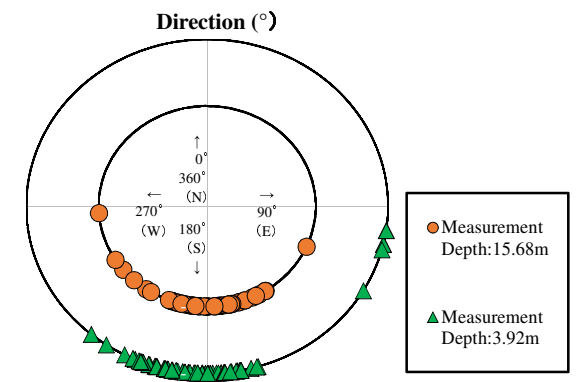 Direction (°)
↑
0°
360°
(N)
← →
270° 90°
(W) (E)
180°
(S)
↓
Measurement
Depth:15.68m
Measurement
Depth:3.92m